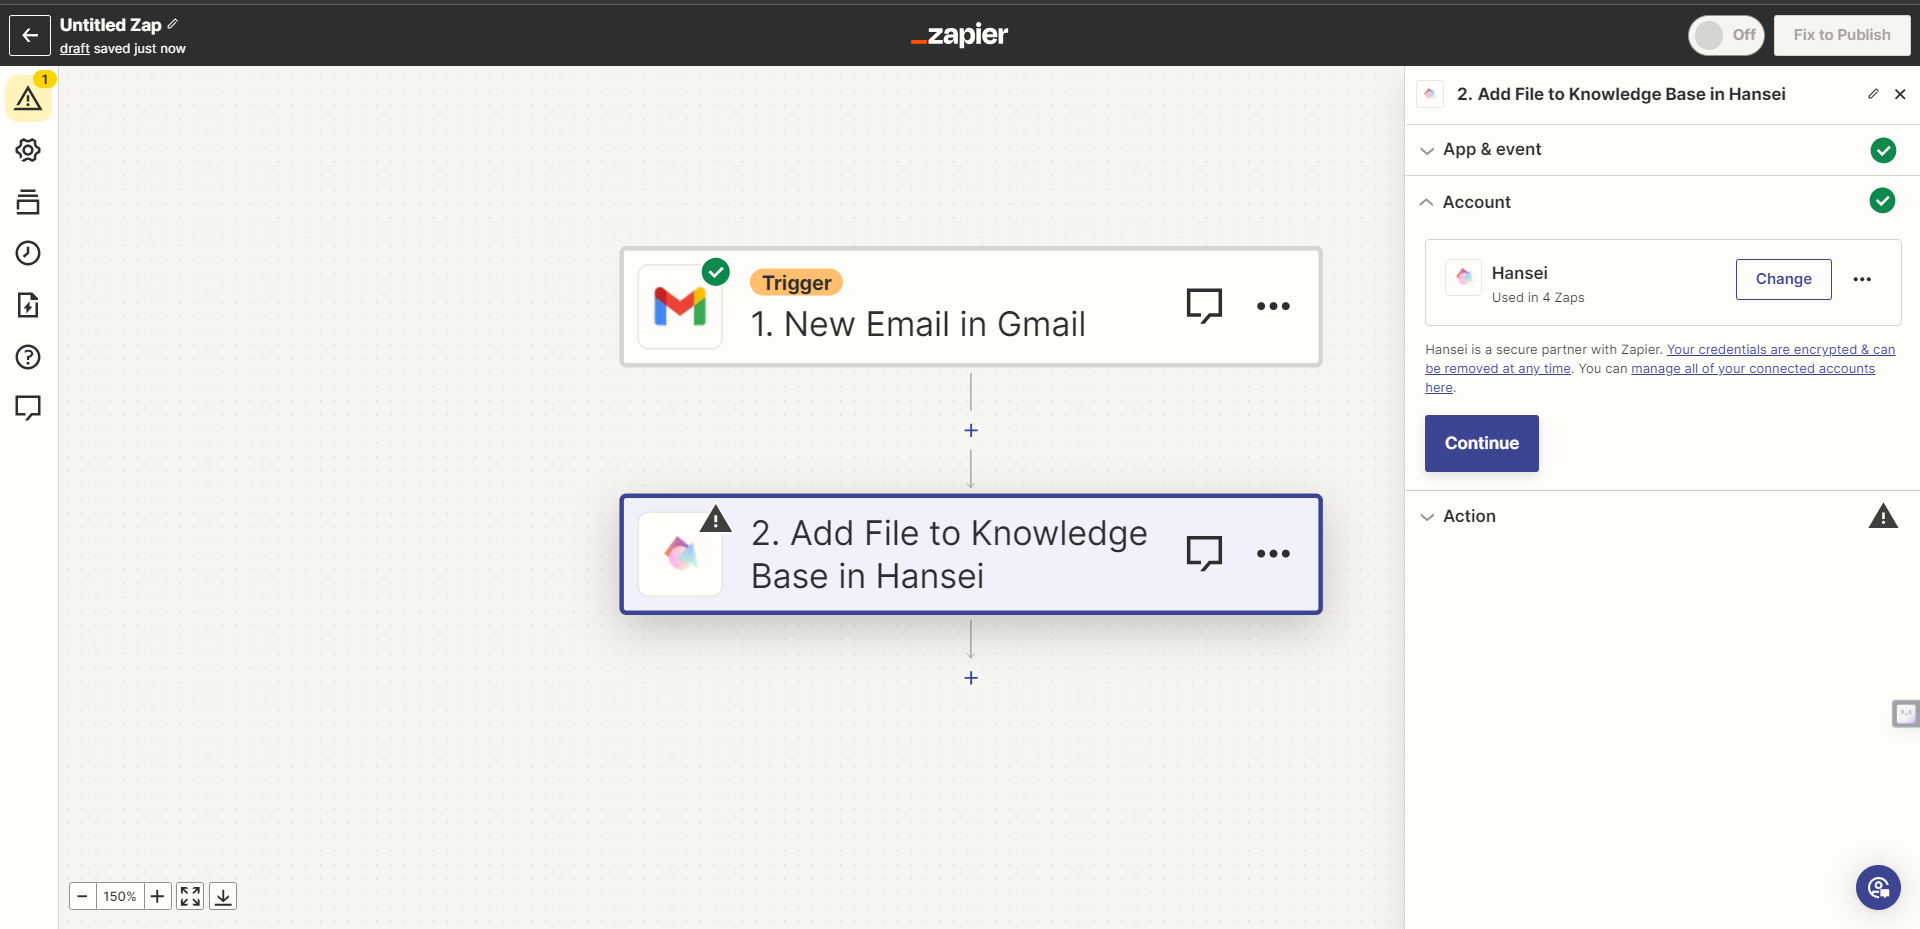 Untitled Zap
draft saved just now
zapier
Off
Fix to Publish
1
2. Add File to Knowledge Base in Hansei
App & event
Account
Hansei
Used in 4 Zaps
Change
Hansei is a secure partner with Zapier. Your credentials are encrypted & can
be removed at any time. You can manage all of your connected accounts
here.
Continue
Action
Trigger
1. New Email in Gmail
2. Add File to Knowledge
Base in Hansei
150%